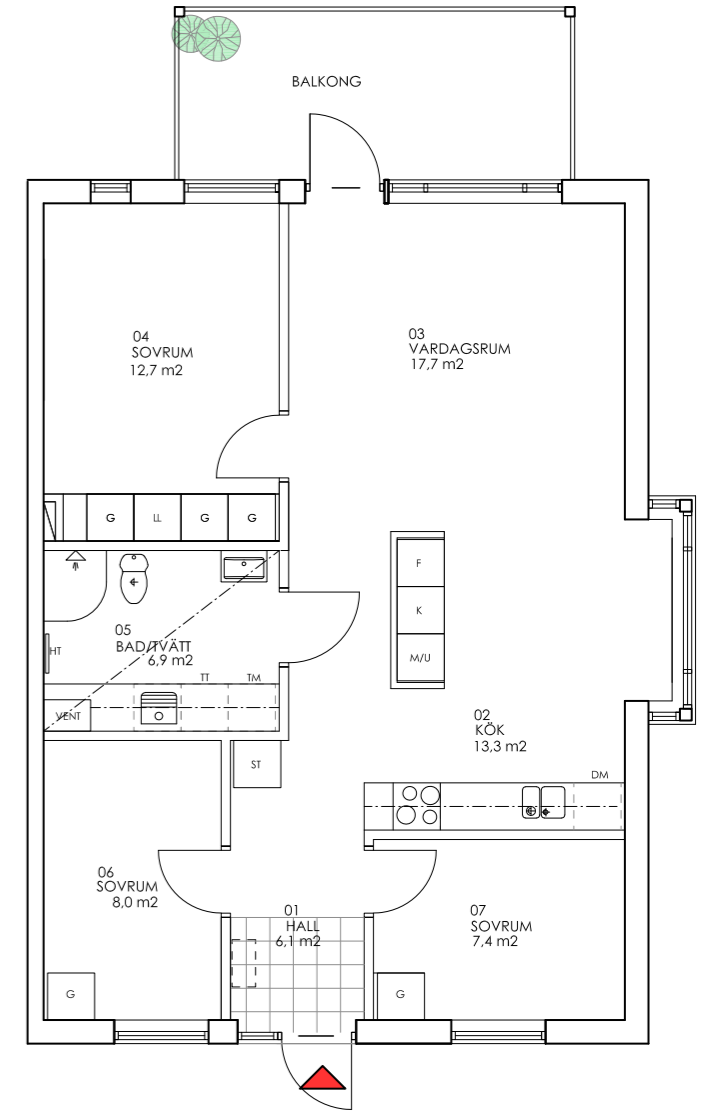 BALKONG
04
SOVRUM
12,7 m2
03
VARDAGSRUM
17,7 m2
G
LL
G
G
F
K
M/U
05
BAD/TVÄTT
6,9 m2
HT
TT
TM
VENT
02
KÖK
13,3 m2
ST
DM
06
SOVRUM
8,0 m2
01
HALL
6,1 m2
07
SOVRUM
7,4 m2
G
G